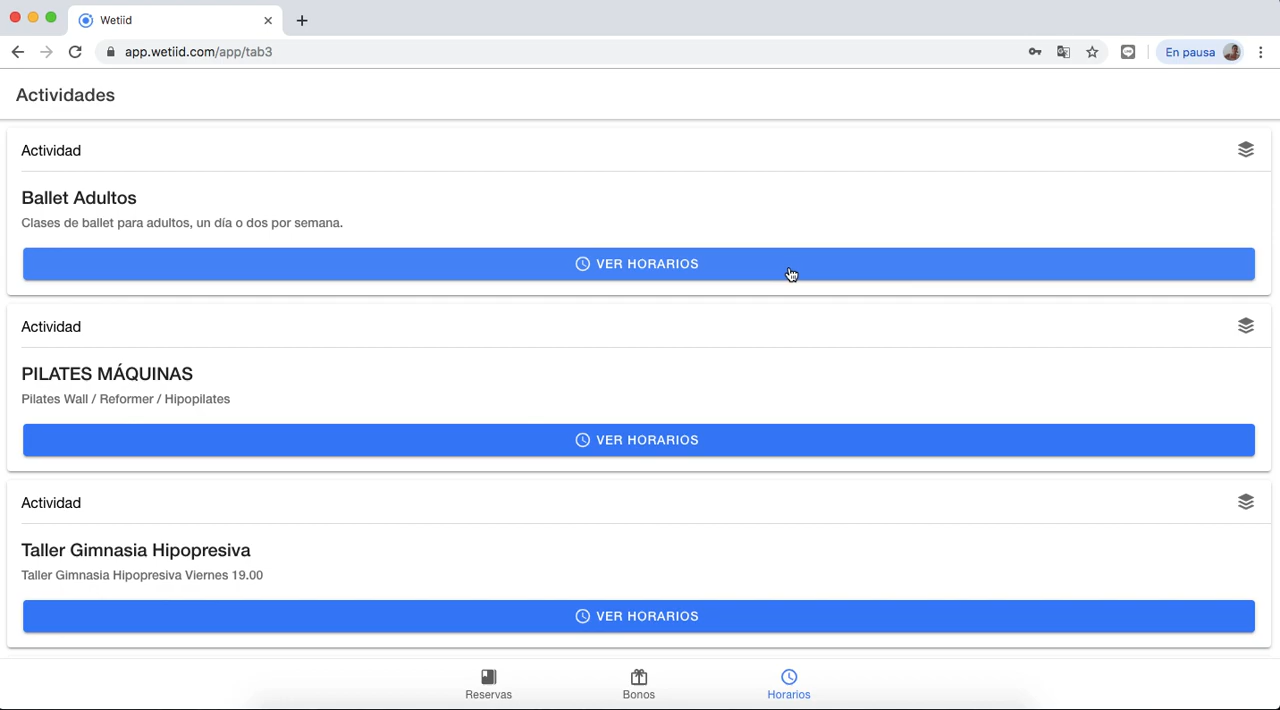 Wetiid
app.wetiid.com/app/tab3
En pausa
Actividades
Actividad
Ballet Adultos
Clases de ballet para adultos, un día o dos por semana.
VER HORARIOS
Actividad
PILATES MÁQUINAS
Pilates Wall / Reformer / Hipopilates
VER HORARIOS
Actividad
Taller Gimnasia Hipopresiva
Taller Gimnasia Hipopresiva Viernes 19.00
VER HORARIOS
Reservas
Bonos
Horarios